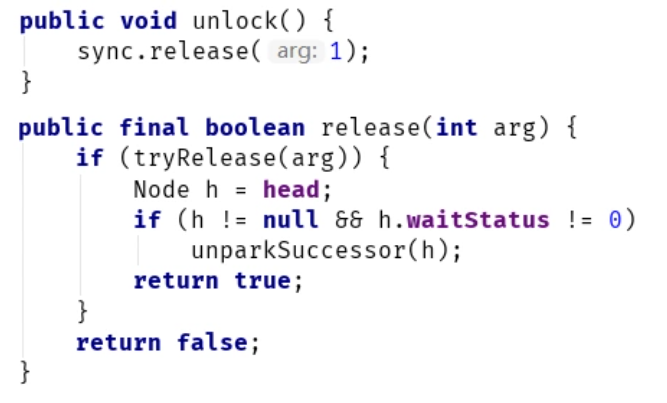 public void unlock() {
    sync.release( arg: 1);
}
public final boolean release(int arg) {
    if (tryRelease(arg)) {
        Node h = head;
        if (h != null && h.waitStatus != 0)
            unparkSuccessor(h);
        return true;
    }
    return false;
}